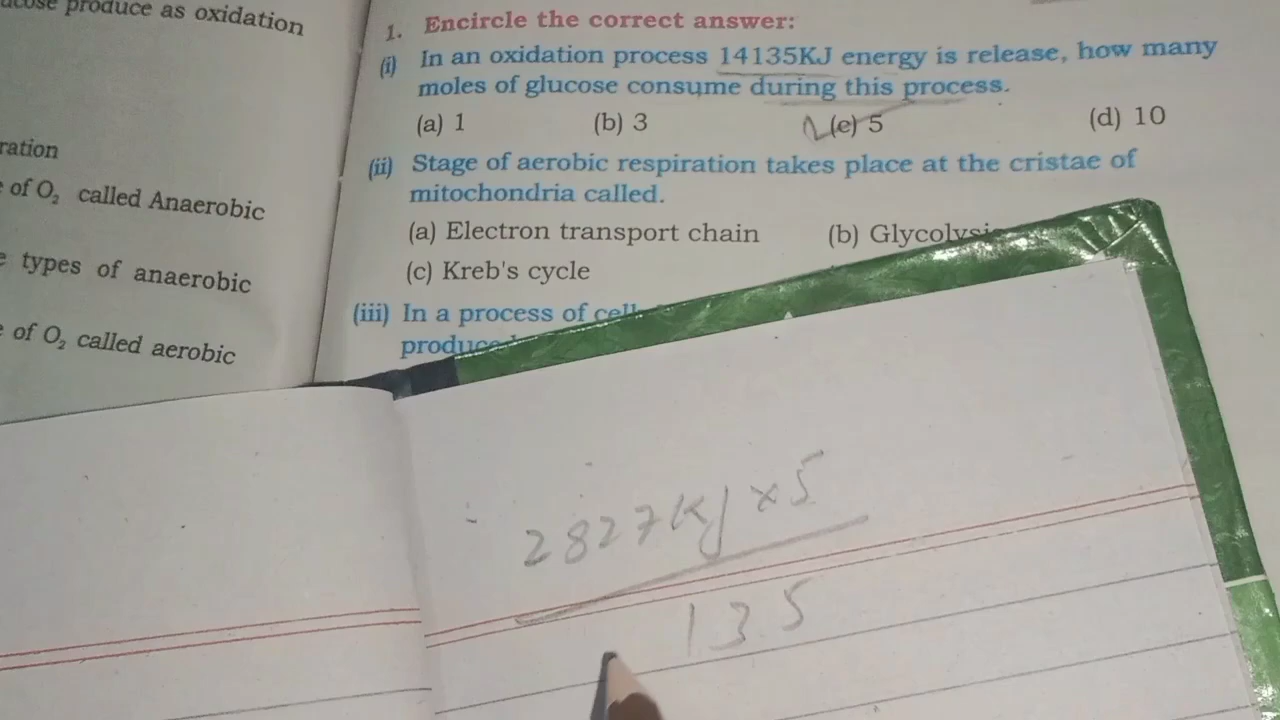 ucose produce as oxidation
ration
of O₂ called Anaerobic
types of anaerobic
of O₂ called aerobic
1. Encircle the correct answer:
(i) In an oxidation process 14135KJ energy is release, how many
moles of glucose consume during this process.
(a) 1 (b) 3 (c) 5 (d) 10
(ii) Stage of aerobic respiration takes place at the cristae of
mitochondria called.
(a) Electron transport chain (b) Glycolysis
(c) Kreb's cycle
(iii) In a process of cell
produce
2827KJ × 5
135